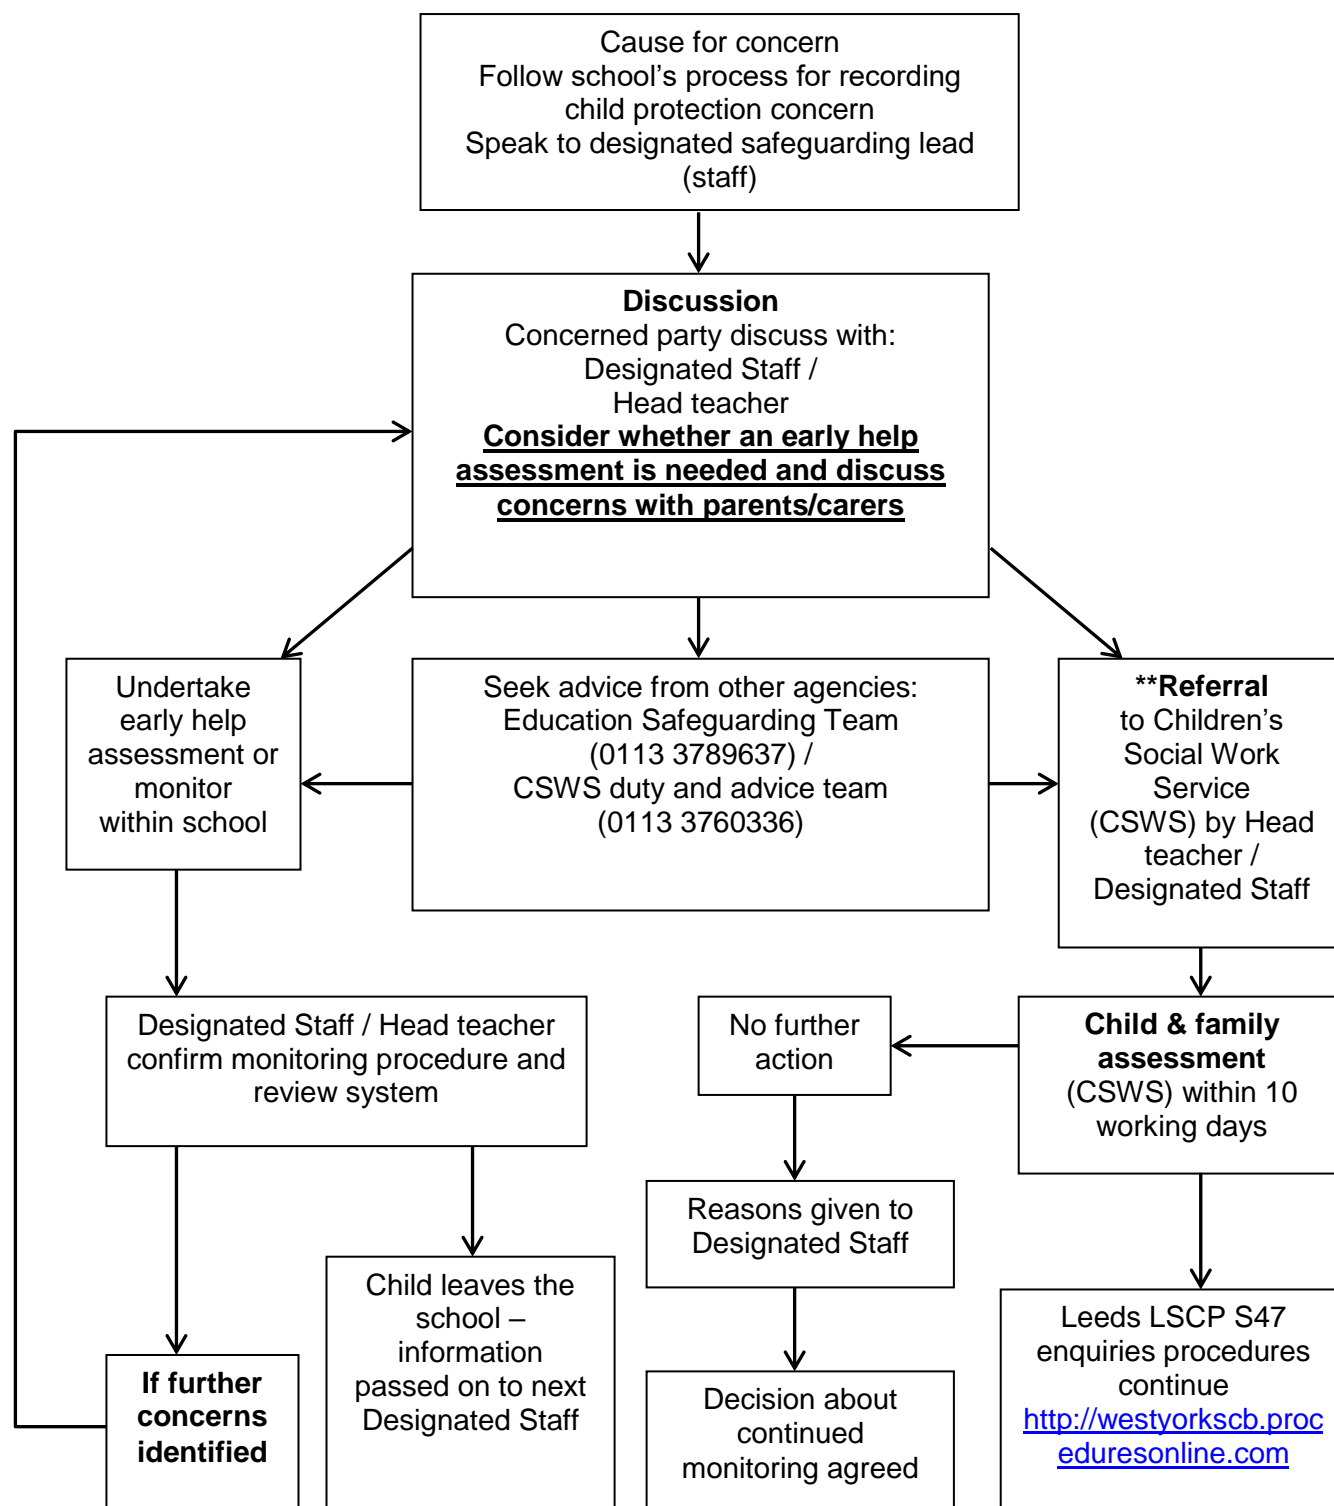 Cause for concern
Follow school’s process for recording
child protection concern
Speak to designated safeguarding lead
(staff)
Discussion
Concerned party discuss with:
Designated Staff /
Head teacher
Consider whether an early help
assessment is needed and discuss
concerns with parents/carers
Undertake
early help
assessment or
monitor
within school
Seek advice from other agencies:
Education Safeguarding Team
(0113 3789637) /
CSWS duty and advice team
(0113 3760336)
**Referral
to Children’s
Social Work
Service
(CSWS) by Head
teacher /
Designated Staff
Designated Staff / Head teacher
confirm monitoring procedure and
review system
No further
action
Child & family
assessment
(CSWS) within 10
working days
Reasons given to
Designated Staff
If further
concerns
identified
Child leaves the
school –
information
passed on to next
Designated Staff
Decision about
continued
monitoring agreed
Leeds LSCP S47
enquiries procedures
continue
http://westyorkscb.proc
eduresonline.com